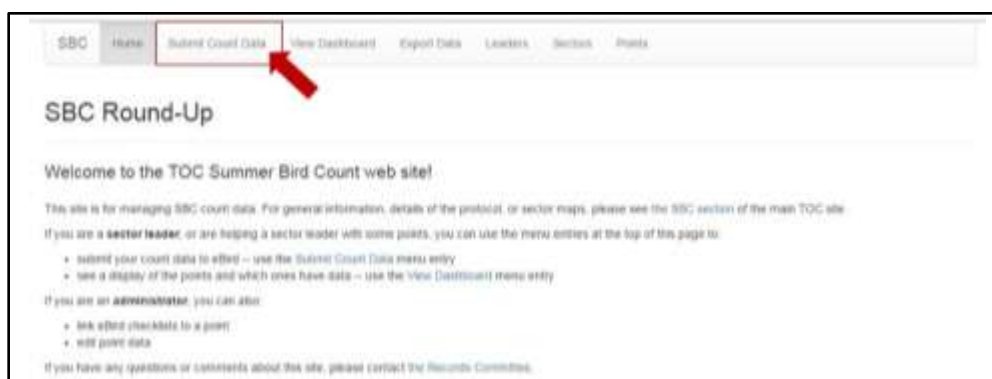 SBC Home Submit Count Data View Dashboard Export Data Leaders Sectors Points
SBC Round-Up
Welcome to the TOC Summer Bird Count web site!
This site is for managing SBC count data. For general information, details of the protocol, or sector maps, please see the SBC section of the main TOC site.
If you are a sector leader, or are helping a sector leader with some points, you can use the menu entries at the top of this page to:
submit your count data to eBird -- use the Submit Count Data menu entry
see a display of the points and which ones have data -- use the View Dashboard menu entry
If you are an administrator, you can also:
link eBird checklists to a point
edit point data
If you have any questions or comments about this site, please contact the Records Committee.